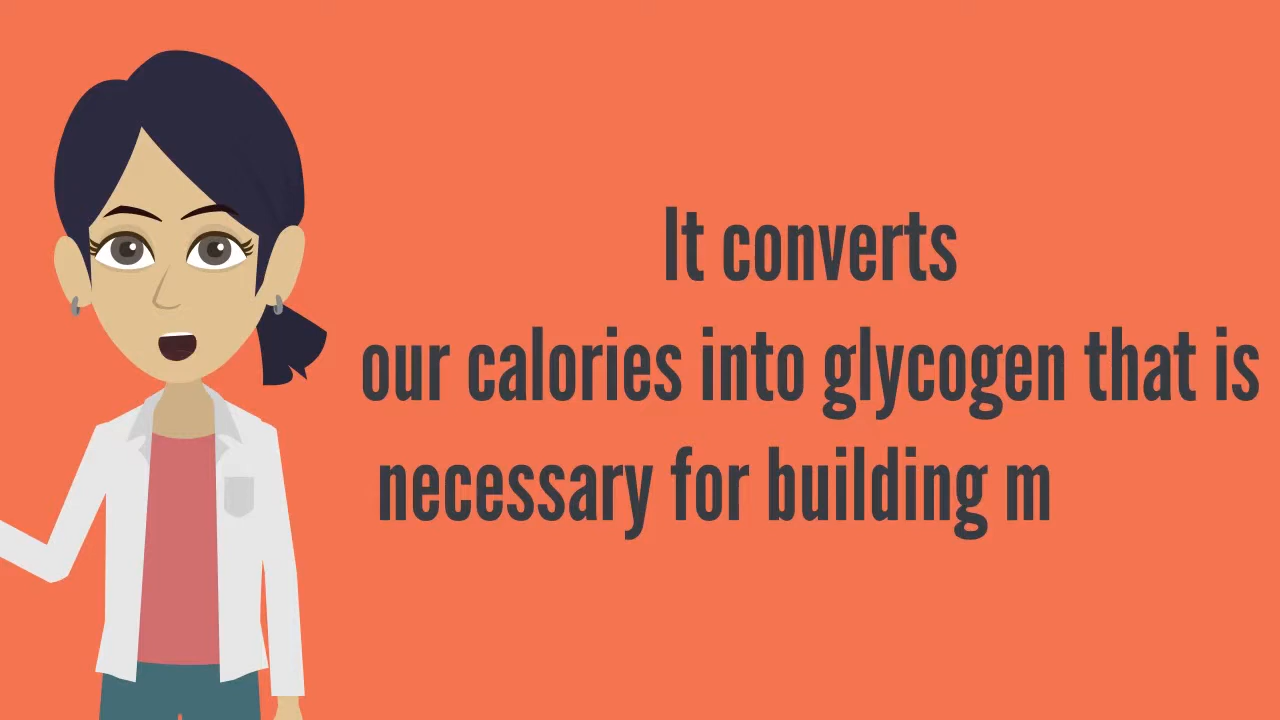 It converts
our calories into glycogen that is
necessary for building m